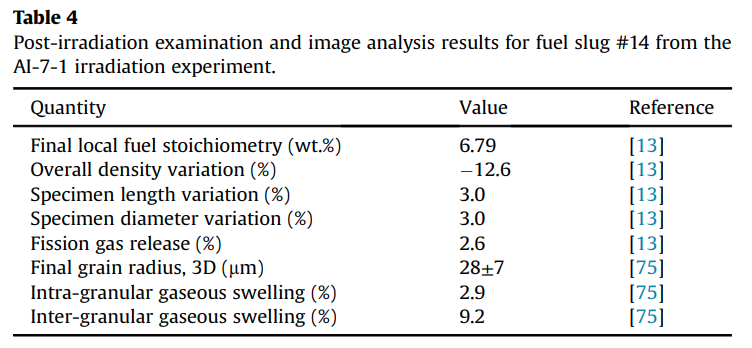 Table 4
Post-irradiation examination and image analysis results for fuel slug #14 from the
AI-7-1 irradiation experiment.
Quantity Value Reference
Final local fuel stoichiometry (wt.%) 6.79 [13]
Overall density variation (%) −12.6 [13]
Specimen length variation (%) 3.0 [13]
Specimen diameter variation (%) 3.0 [13]
Fission gas release (%) 2.6 [13]
Final grain radius, 3D (μm) 28±7 [75]
Intra-granular gaseous swelling (%) 2.9 [75]
Inter-granular gaseous swelling (%) 9.2 [75]